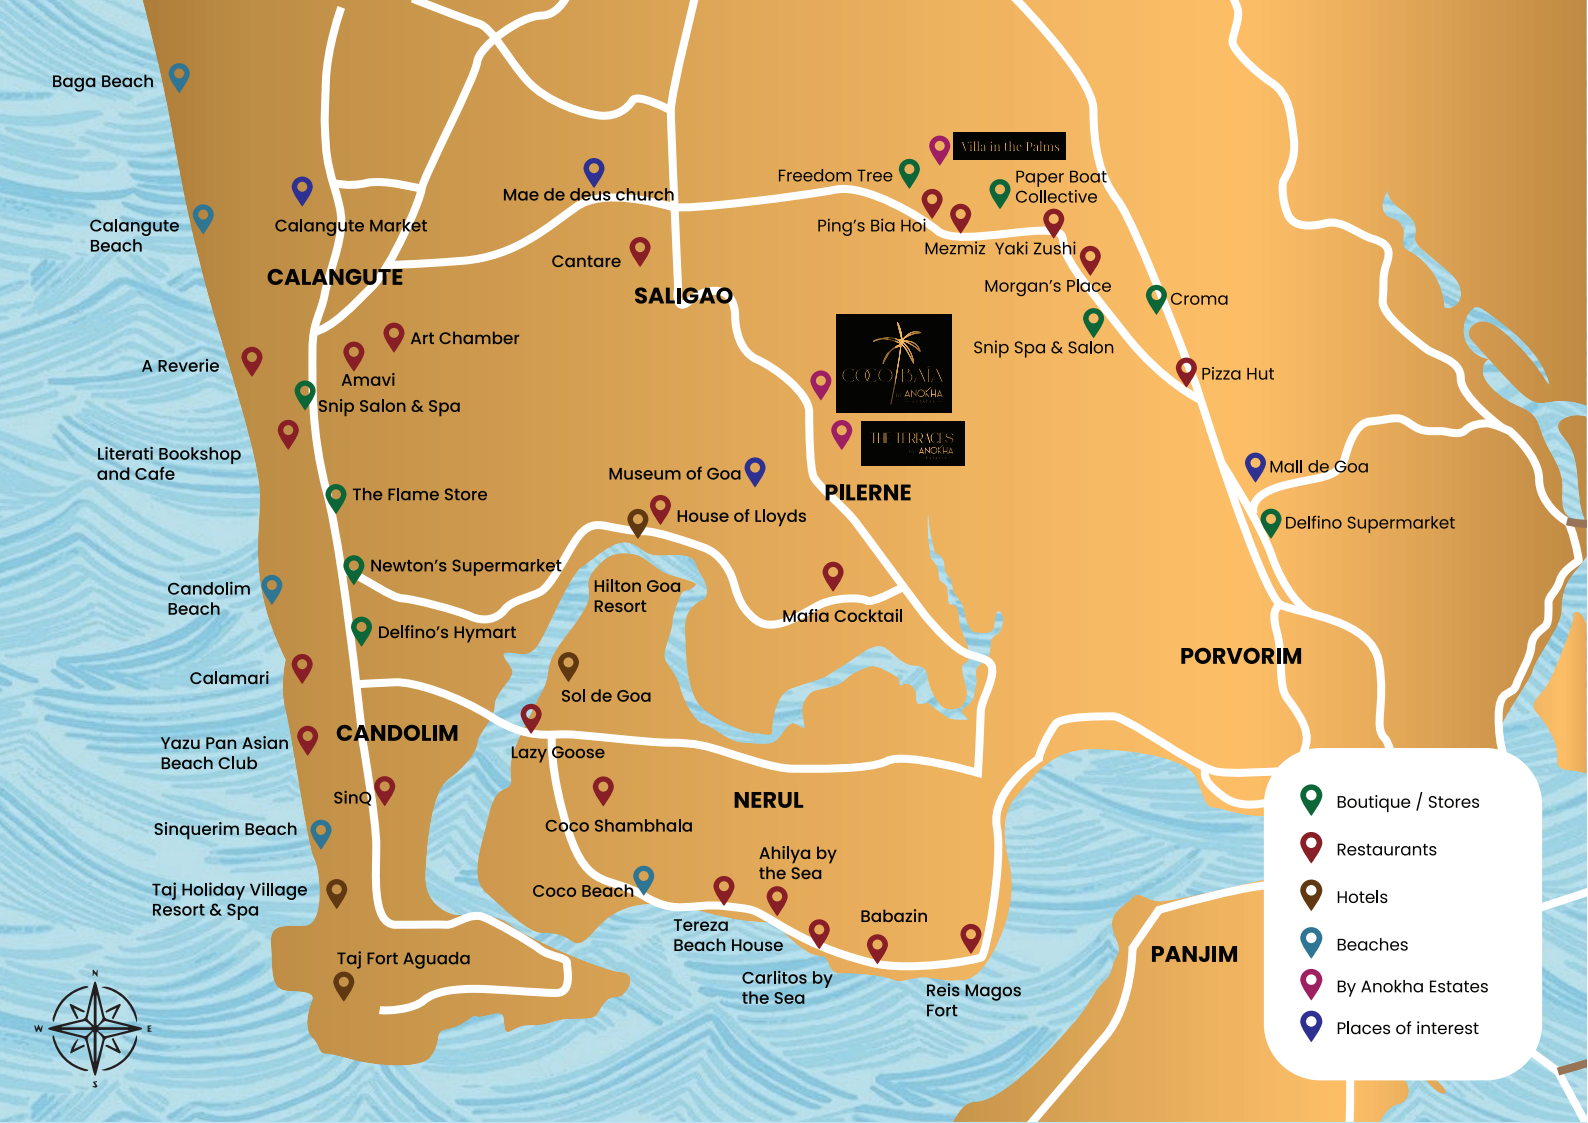 Baga Beach
Villa in the Palms
Freedom Tree
Paper Boat
Collective
Mae de deus church
Calangute
Beach
Calangute Market
Ping's Bia Hoi
Mezmiz
Yaki Zushi
Cantare
CALANGUTE
SALIGAO
Morgan's Place
Croma
Art Chamber
Snip Spa & Salon
A Reverie
Amavi
COCO BAÍA
BY ANOKHA
Pizza Hut
Snip Salon & Spa
THE TERRACES
BY ANOKHA
Literati Bookshop
and Cafe
Museum of Goa
Mall de Goa
The Flame Store
PILERNE
House of Lloyds
Delfino Supermarket
Newton's Supermarket
Candolim
Beach
Hilton Goa
Resort
Mafia Cocktail
Delfino's Hymart
PORVORIM
Calamari
Sol de Goa
CANDOLIM
Yazu Pan Asian
Beach Club
Lazy Goose
SinQ
NERUL
Sinquerim Beach
Coco Shambhala
Ahilya by
the Sea
Taj Holiday Village
Resort & Spa
Coco Beach
Tereza
Beach House
Babazin
Taj Fort Aguada
Carlitos by
the Sea
Reis Magos
Fort
PANJIM
N
W
E
S
Boutique / Stores
Restaurants
Hotels
Beaches
By Anokha Estates
Places of interest